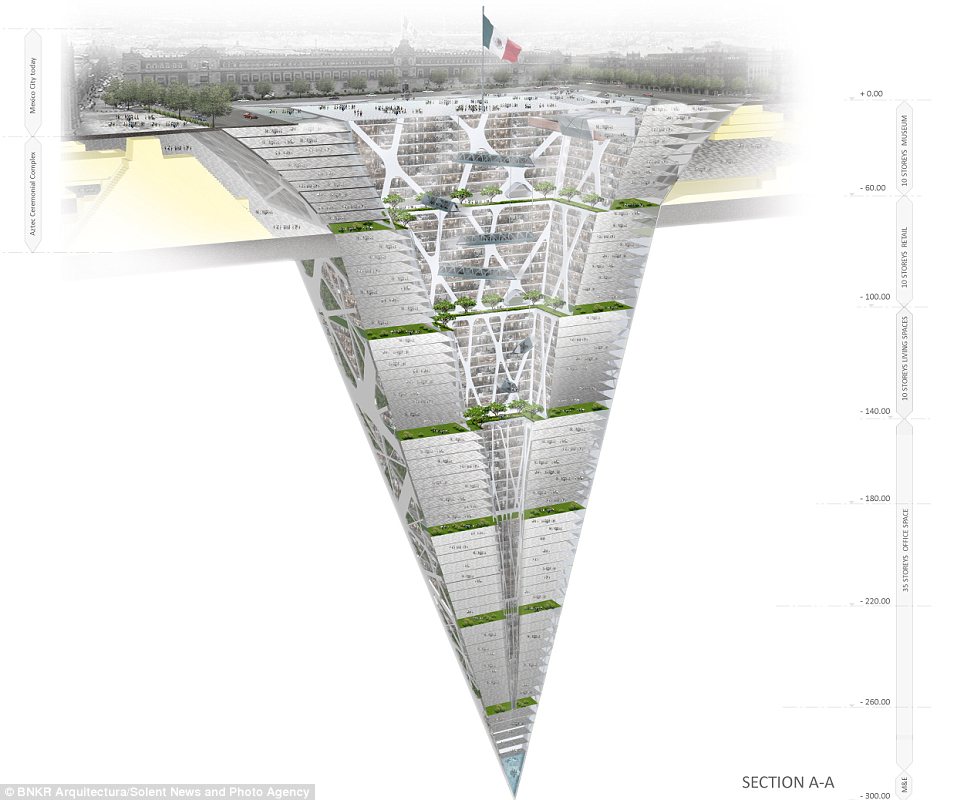 Mexico City today
Aztec Ceremonial Complex
+ 0.00
10 STOREYS MUSEUM
- 60.00
10 STOREYS RETAIL
- 100.00
10 STOREYS LIVING SPACES
- 140.00
- 180.00
35 STOREYS OFFICE SPACE
- 220.00
- 260.00
SECTION A-A
M&E
- 300.00
© BNKR Arquitectura/Solent News and Photo Agency